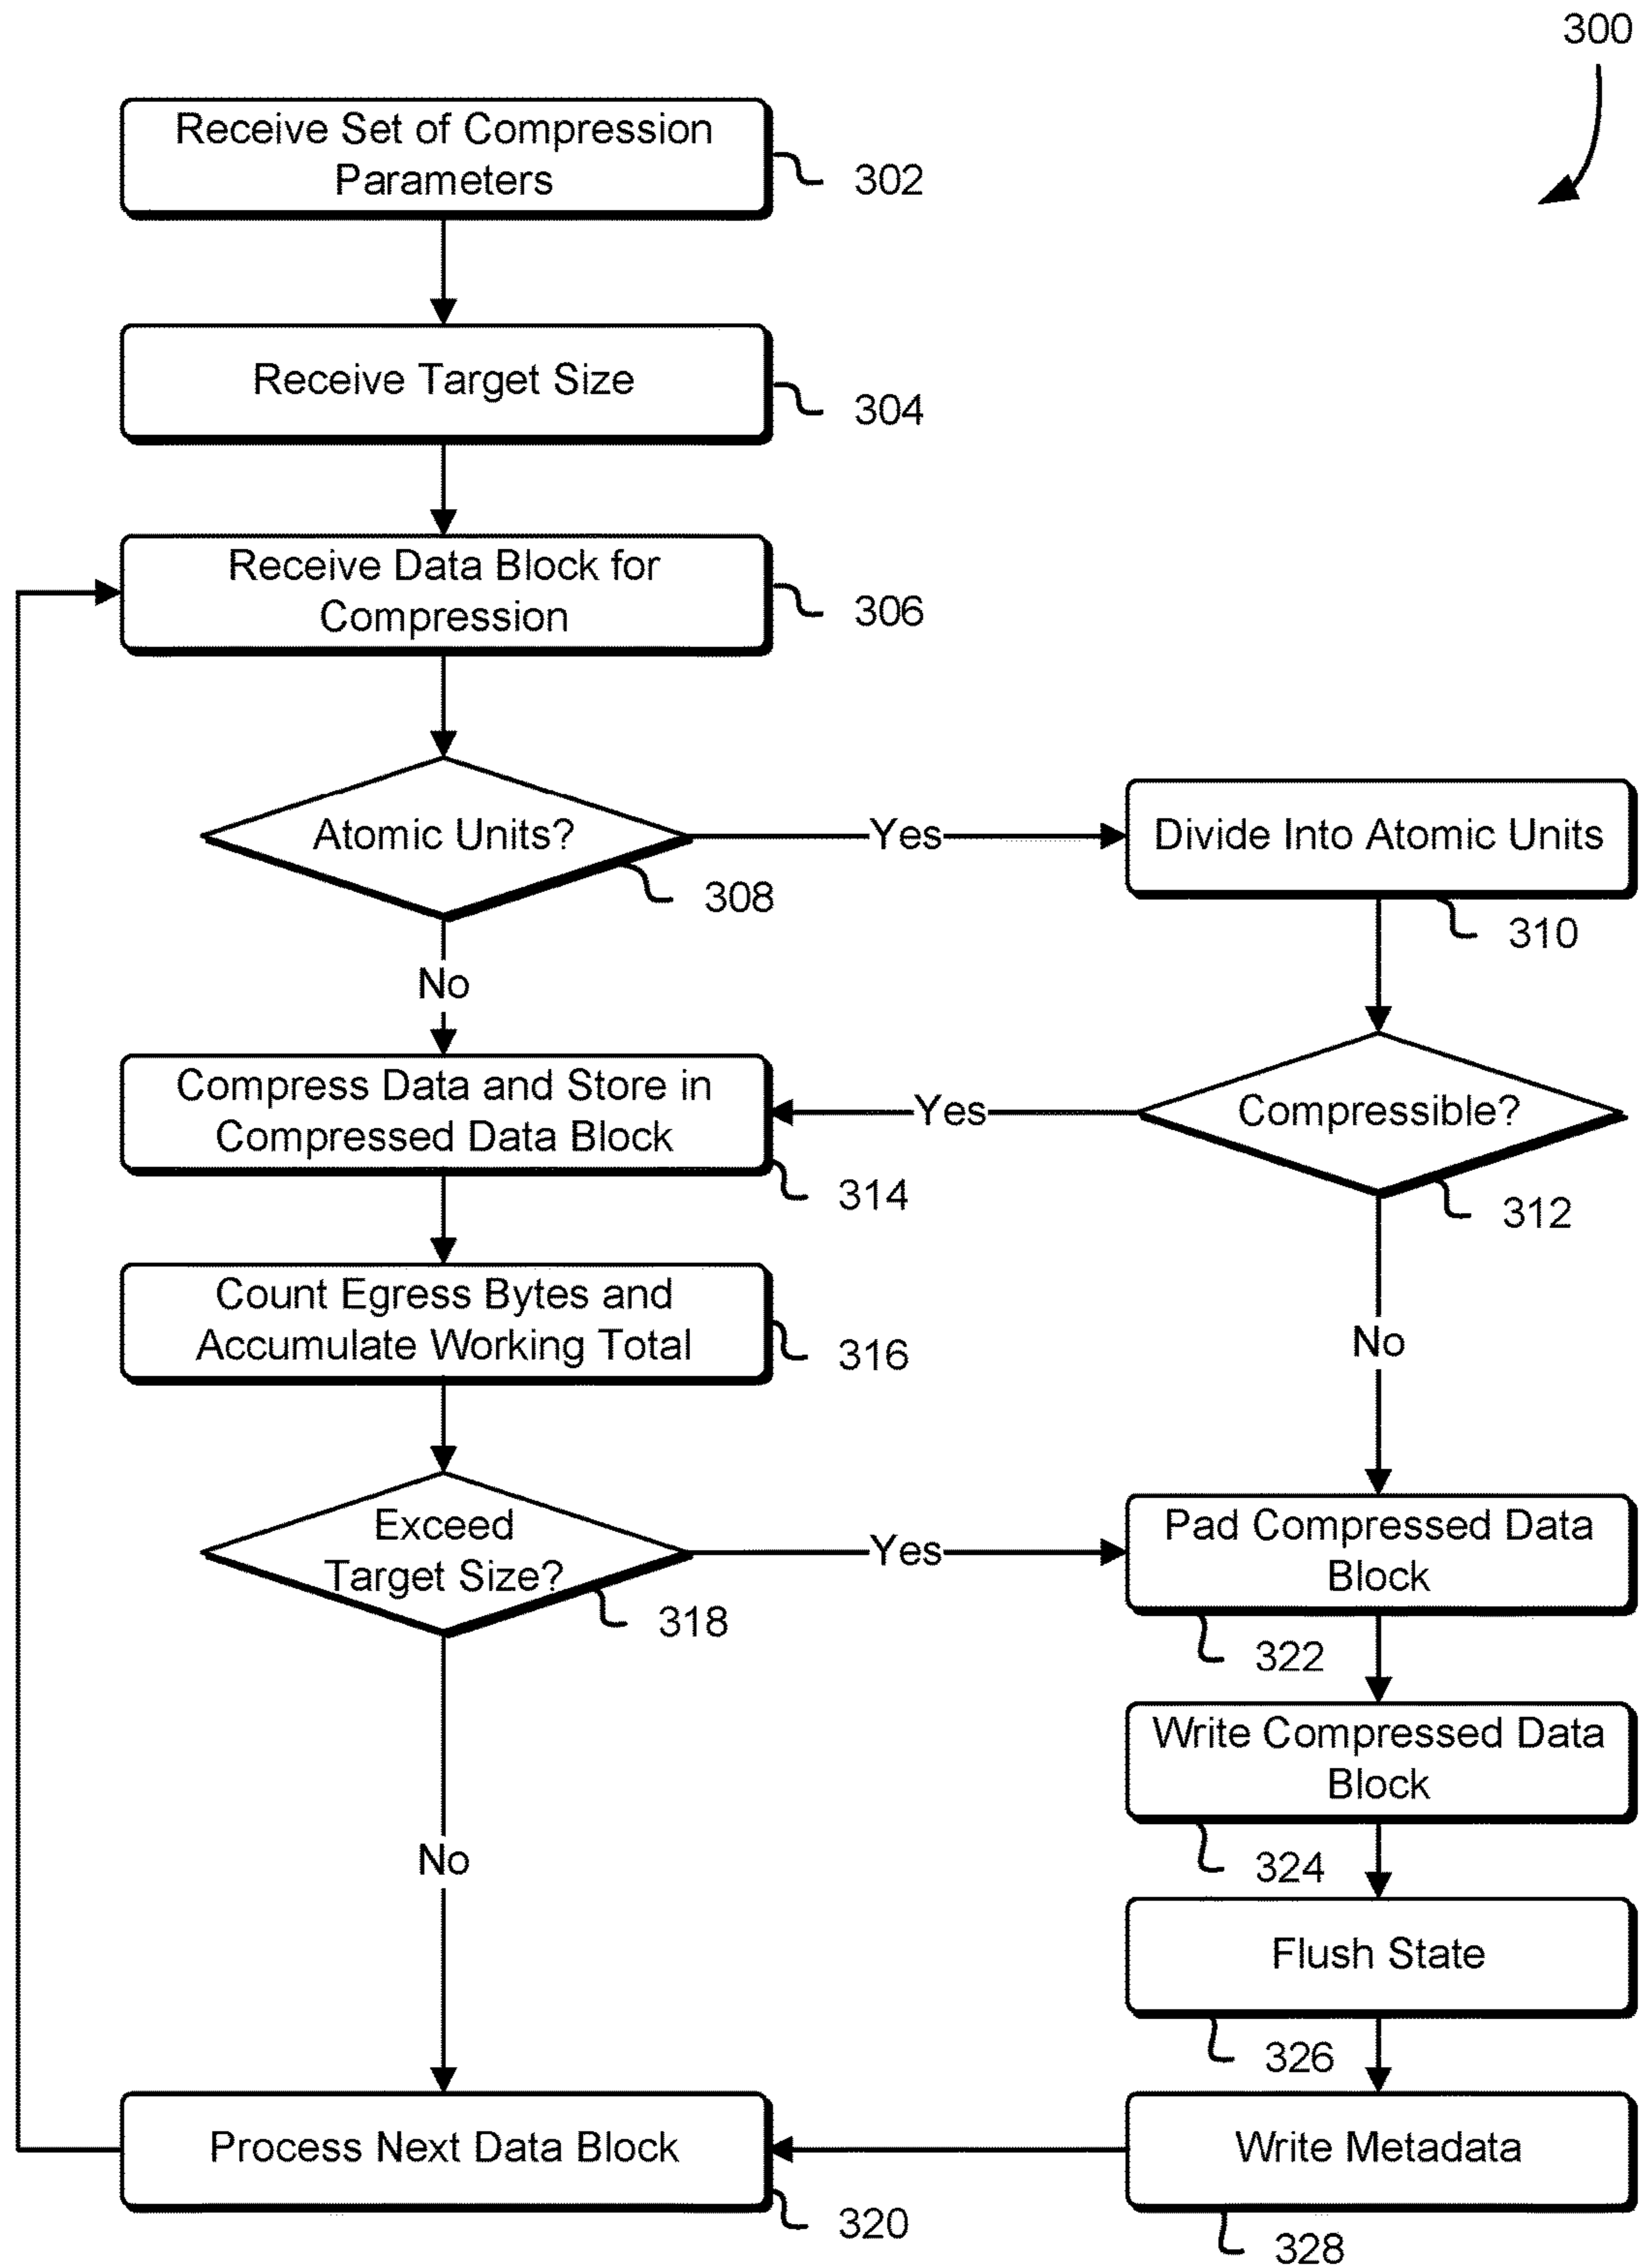 300
Receive Set of Compression
Parameters
302
Receive Target Size
304
Receive Data Block for
Compression
306
Atomic Units?
308
Yes
Divide Into Atomic Units
310
No
Compress Data and Store in
Compressed Data Block
314
Yes
Compressible?
312
Count Egress Bytes and
Accumulate Working Total
316
No
Exceed
Target Size?
318
Yes
Pad Compressed Data
Block
322
Write Compressed Data
Block
324
No
Flush State
326
Process Next Data Block
320
Write Metadata
328